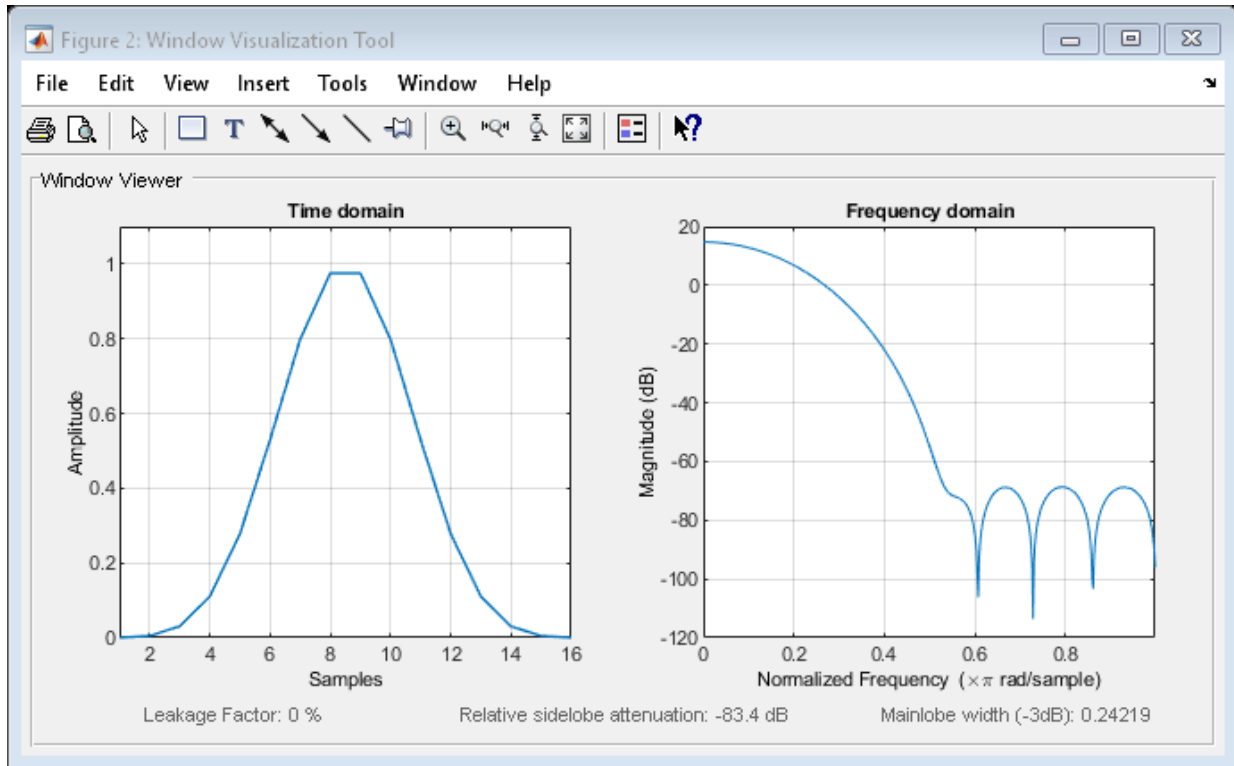 Figure 2: Window Visualization Tool
File Edit View Insert Tools Window Help
T
?
Window Viewer
Time domain
1
0.8
0.6
0.4
0.2
0
Amplitude
2 4 6 8 10 12 14 16
Samples
Frequency domain
20
0
-20
-40
-60
-80
-100
-120
Magnitude (dB)
0 0.2 0.4 0.6 0.8
Normalized Frequency (×π rad/sample)
Leakage Factor: 0 % Relative sidelobe attenuation: -83.4 dB Mainlobe width (-3dB): 0.24219